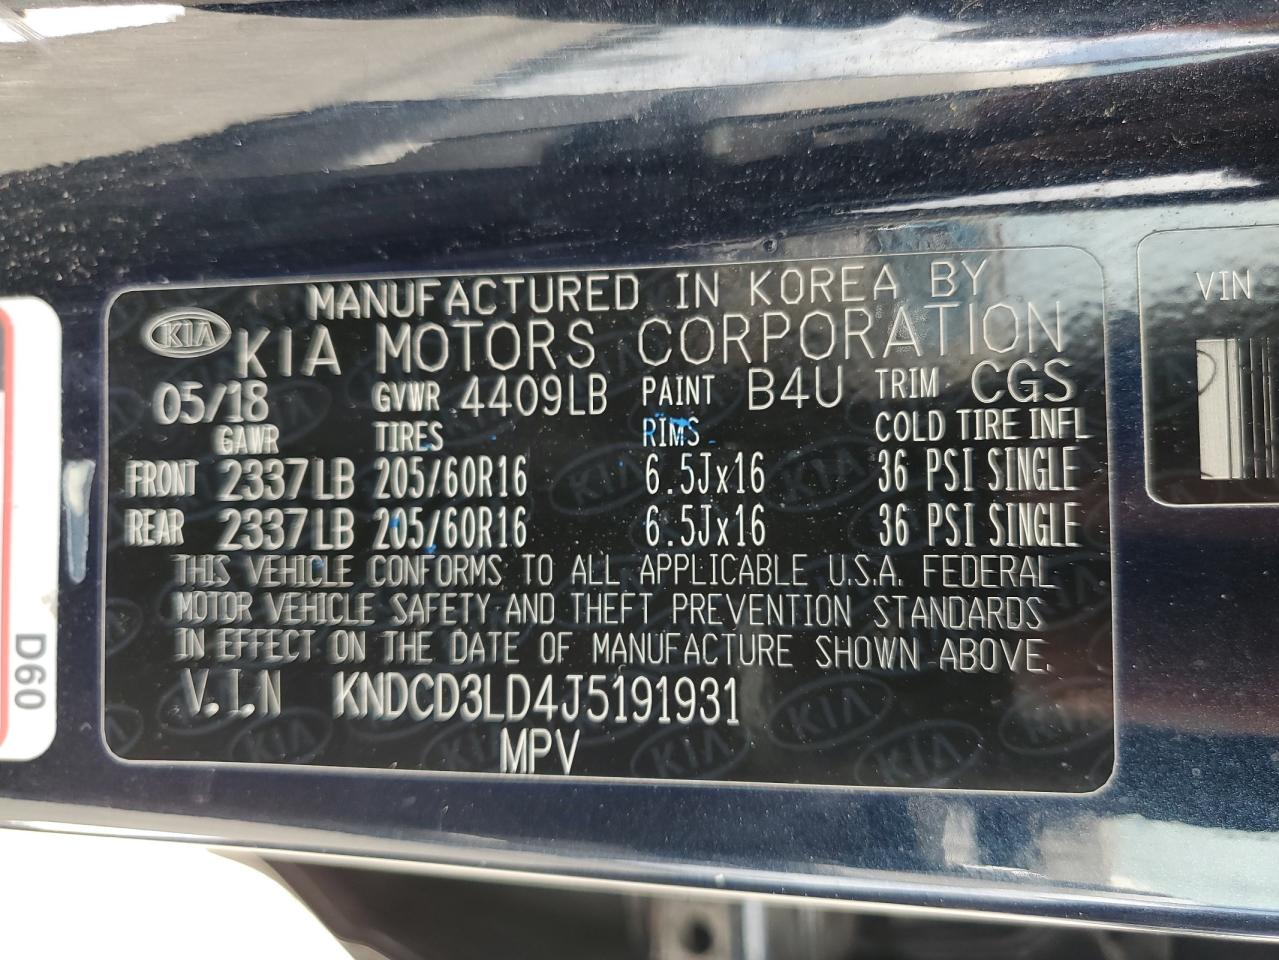 MANUFACTURED IN KOREA BY
KIA KIA MOTORS CORPORATION
05/18 GVWR 4409LB PAINT B4U TRIM CGS
GAWR TIRES RIMS COLD TIRE INFL
FRONT 2337LB 205/60R16 6.5Jx16 36 PSI SINGLE
REAR 2337LB 205/60R16 6.5Jx16 36 PSI SINGLE
THIS VEHICLE CONFORMS TO ALL APPLICABLE U.S.A. FEDERAL
MOTOR VEHICLE SAFETY AND THEFT PREVENTION STANDARDS
IN EFFECT ON THE DATE OF MANUFACTURE SHOWN ABOVE.
V.I.N KNDCD3LD4J5191931
MPV
VIN
D60